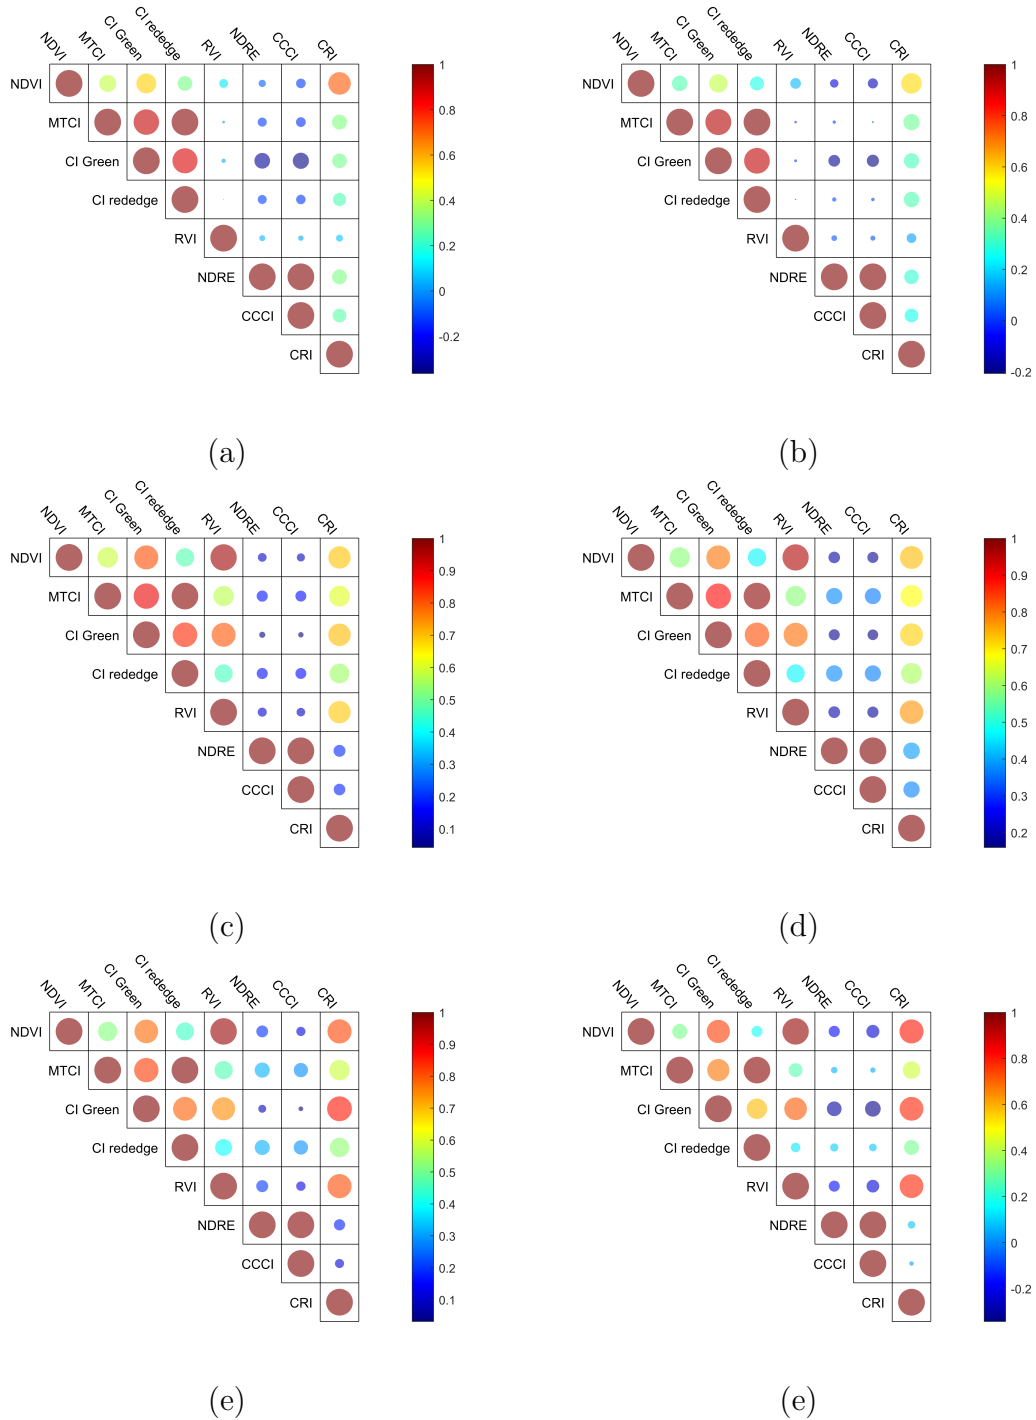 NDVI MTCI CI Green CI rededge RVI NDRE CCCI CRI
NDVI
MTCI
CI Green
CI rededge
RVI
NDRE
CCCI
CRI
1
0.8
0.6
0.4
0.2
0
-0.2
(a)
NDVI MTCI CI Green CI rededge RVI NDRE CCCI CRI
NDVI
MTCI
CI Green
CI rededge
RVI
NDRE
CCCI
CRI
1
0.8
0.6
0.4
0.2
0
-0.2
(b)
NDVI MTCI CI Green CI rededge RVI NDRE CCCI CRI
NDVI
MTCI
CI Green
CI rededge
RVI
NDRE
CCCI
CRI
1
0.9
0.8
0.7
0.6
0.5
0.4
0.3
0.2
0.1
(c)
NDVI MTCI CI Green CI rededge RVI NDRE CCCI CRI
NDVI
MTCI
CI Green
CI rededge
RVI
NDRE
CCCI
CRI
1
0.9
0.8
0.7
0.6
0.5
0.4
0.3
0.2
(d)
NDVI MTCI CI Green CI rededge RVI NDRE CCCI CRI
NDVI
MTCI
CI Green
CI rededge
RVI
NDRE
CCCI
CRI
1
0.9
0.8
0.7
0.6
0.5
0.4
0.3
0.2
0.1
(e)
NDVI MTCI CI Green CI rededge RVI NDRE CCCI CRI
NDVI
MTCI
CI Green
CI rededge
RVI
NDRE
CCCI
CRI
1
0.8
0.6
0.4
0.2
0
-0.2
(e)